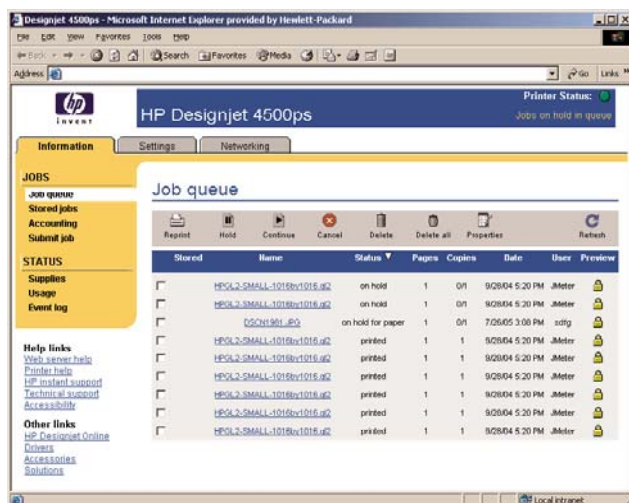 Designjet 4500ps - Microsoft Internet Explorer provided by Hewlett-Packard
File Edit View Favorites Tools Help
Back Search Favorites Media
Address Go Links »
hp
invent
HP Designjet 4500ps
Printer Status:
Jobs on hold in queue
Information Settings Networking
JOBS
Job queue
Stored jobs
Accounting
Submit job
STATUS
Supplies
Usage
Event log
Help links
Web server help
Printer help
HP instant support
Technical support
Accessibility
Other links
HP Designjet Online
Drivers
Accessories
Solutions
Job queue
Reprint Hold Continue Cancel Delete Delete all Properties Refresh
Stored Name Status Pages Copies Date User Preview
HPGL2-SMALL-1016by1016.gl2 on hold 1 0/1 9/28/04 5:20 PM JMeter
HPGL2-SMALL-1016by1016.gl2 on hold 1 0/1 9/28/04 5:20 PM JMeter
DSCN1981.JPG on hold for paper 1 0/1 7/26/05 3:08 PM sdfg
HPGL2-SMALL-1016by1016.gl2 printed 1 1 9/28/04 5:20 PM JMeter
HPGL2-SMALL-1016by1016.gl2 printed 1 1 9/28/04 5:20 PM JMeter
HPGL2-SMALL-1016by1016.gl2 printed 1 1 9/28/04 5:20 PM JMeter
HPGL2-SMALL-1016by1016.gl2 printed 1 1 9/28/04 5:20 PM JMeter
HPGL2-SMALL-1016by1016.gl2 printed 1 1 9/28/04 5:20 PM JMeter
HPGL2-SMALL-1016by1016.gl2 printed 1 1 9/28/04 5:20 PM JMeter
Local intranet